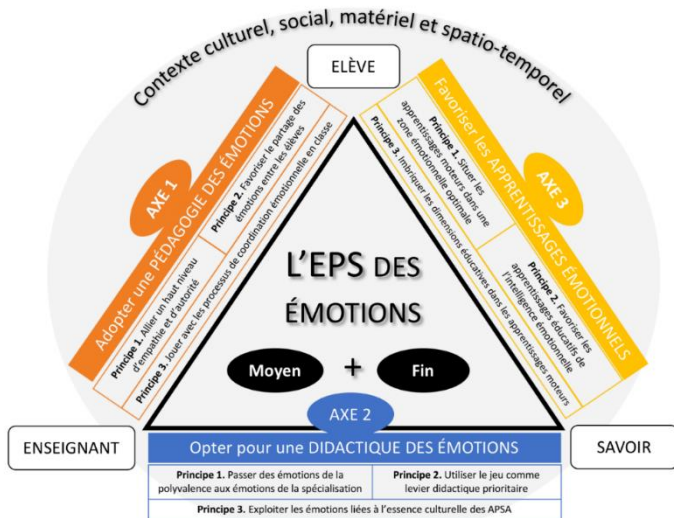 Contexte culturel, social, matériel et spatio-temporel
ELÈVE
AXE 1
Adopter une PÉDAGOGIE DES ÉMOTIONS
Principe 1. Allier un haut niveau
d'empathie et d'autorité
Principe 2. Favoriser le partage des
émotions entre les élèves
Principe 3. Jouer avec les processus de coordination émotionnelle en classe
AXE 3
Favoriser les APPRENTISSAGES ÉMOTIONNELS
Principe 1. Situer les
apprentissages moteurs dans une
zone émotionnelle optimale
Principe 2. Favoriser les
apprentissages éducatifs de
l'intelligence émotionnelle
Principe 3. Imbriquer les dimensions éducatives dans les apprentissages moteurs
L'EPS DES
ÉMOTIONS
Moyen + Fin
AXE 2
ENSEIGNANT
SAVOIR
Opter pour une DIDACTIQUE DES ÉMOTIONS
Principe 1. Passer des émotions de la
polyvalence aux émotions de la spécialisation
Principe 2. Utiliser le jeu comme
levier didactique prioritaire
Principe 3. Exploiter les émotions liées à l'essence culturelle des APSA